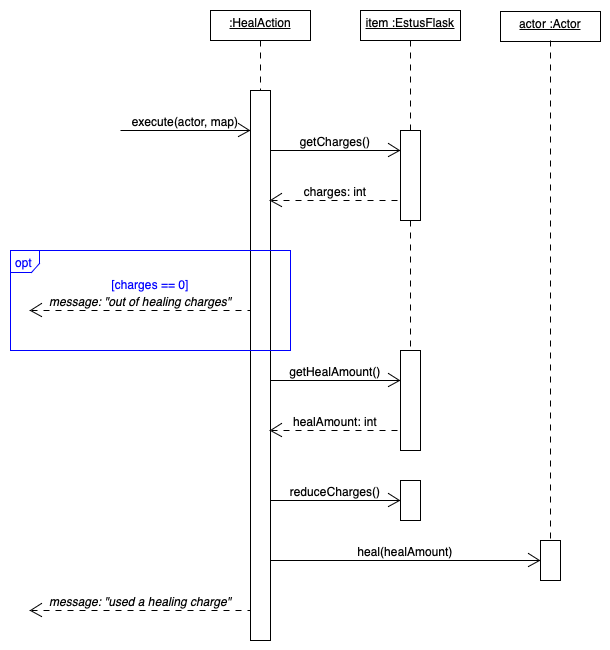 :HealAction
item :EstusFlask
actor :Actor
execute(actor, map)
getCharges()
charges: int
opt
[charges == 0]
message: "out of healing charges"
getHealAmount()
healAmount: int
reduceCharges()
heal(healAmount)
message: "used a healing charge"